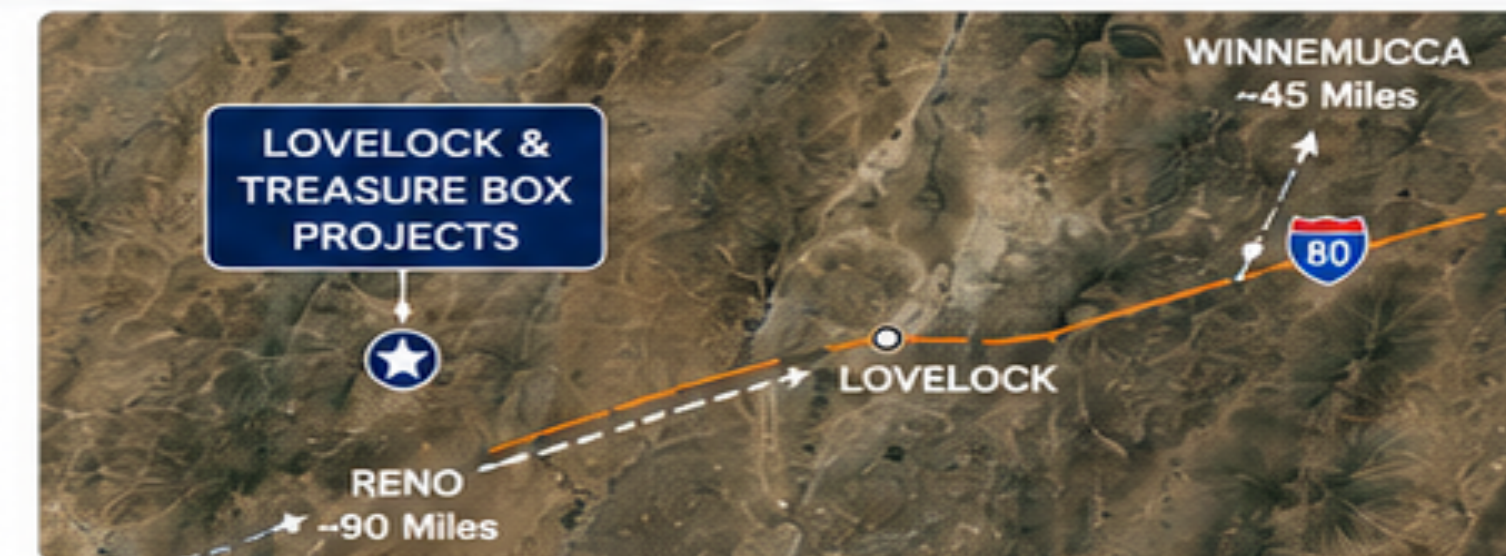 WINNEMUCCA
~45 Miles
LOVELOCK &
TREASURE BOX
PROJECTS
80
LOVELOCK
RENO
~90 Miles